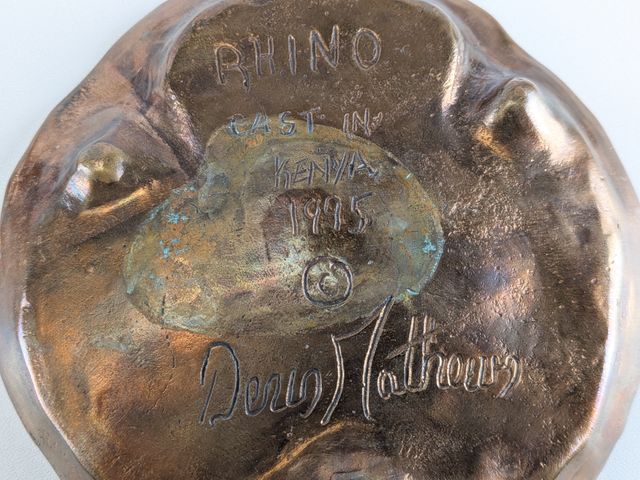 RHINO
CAST IN
KENYA
1995
©
Denis Mathews